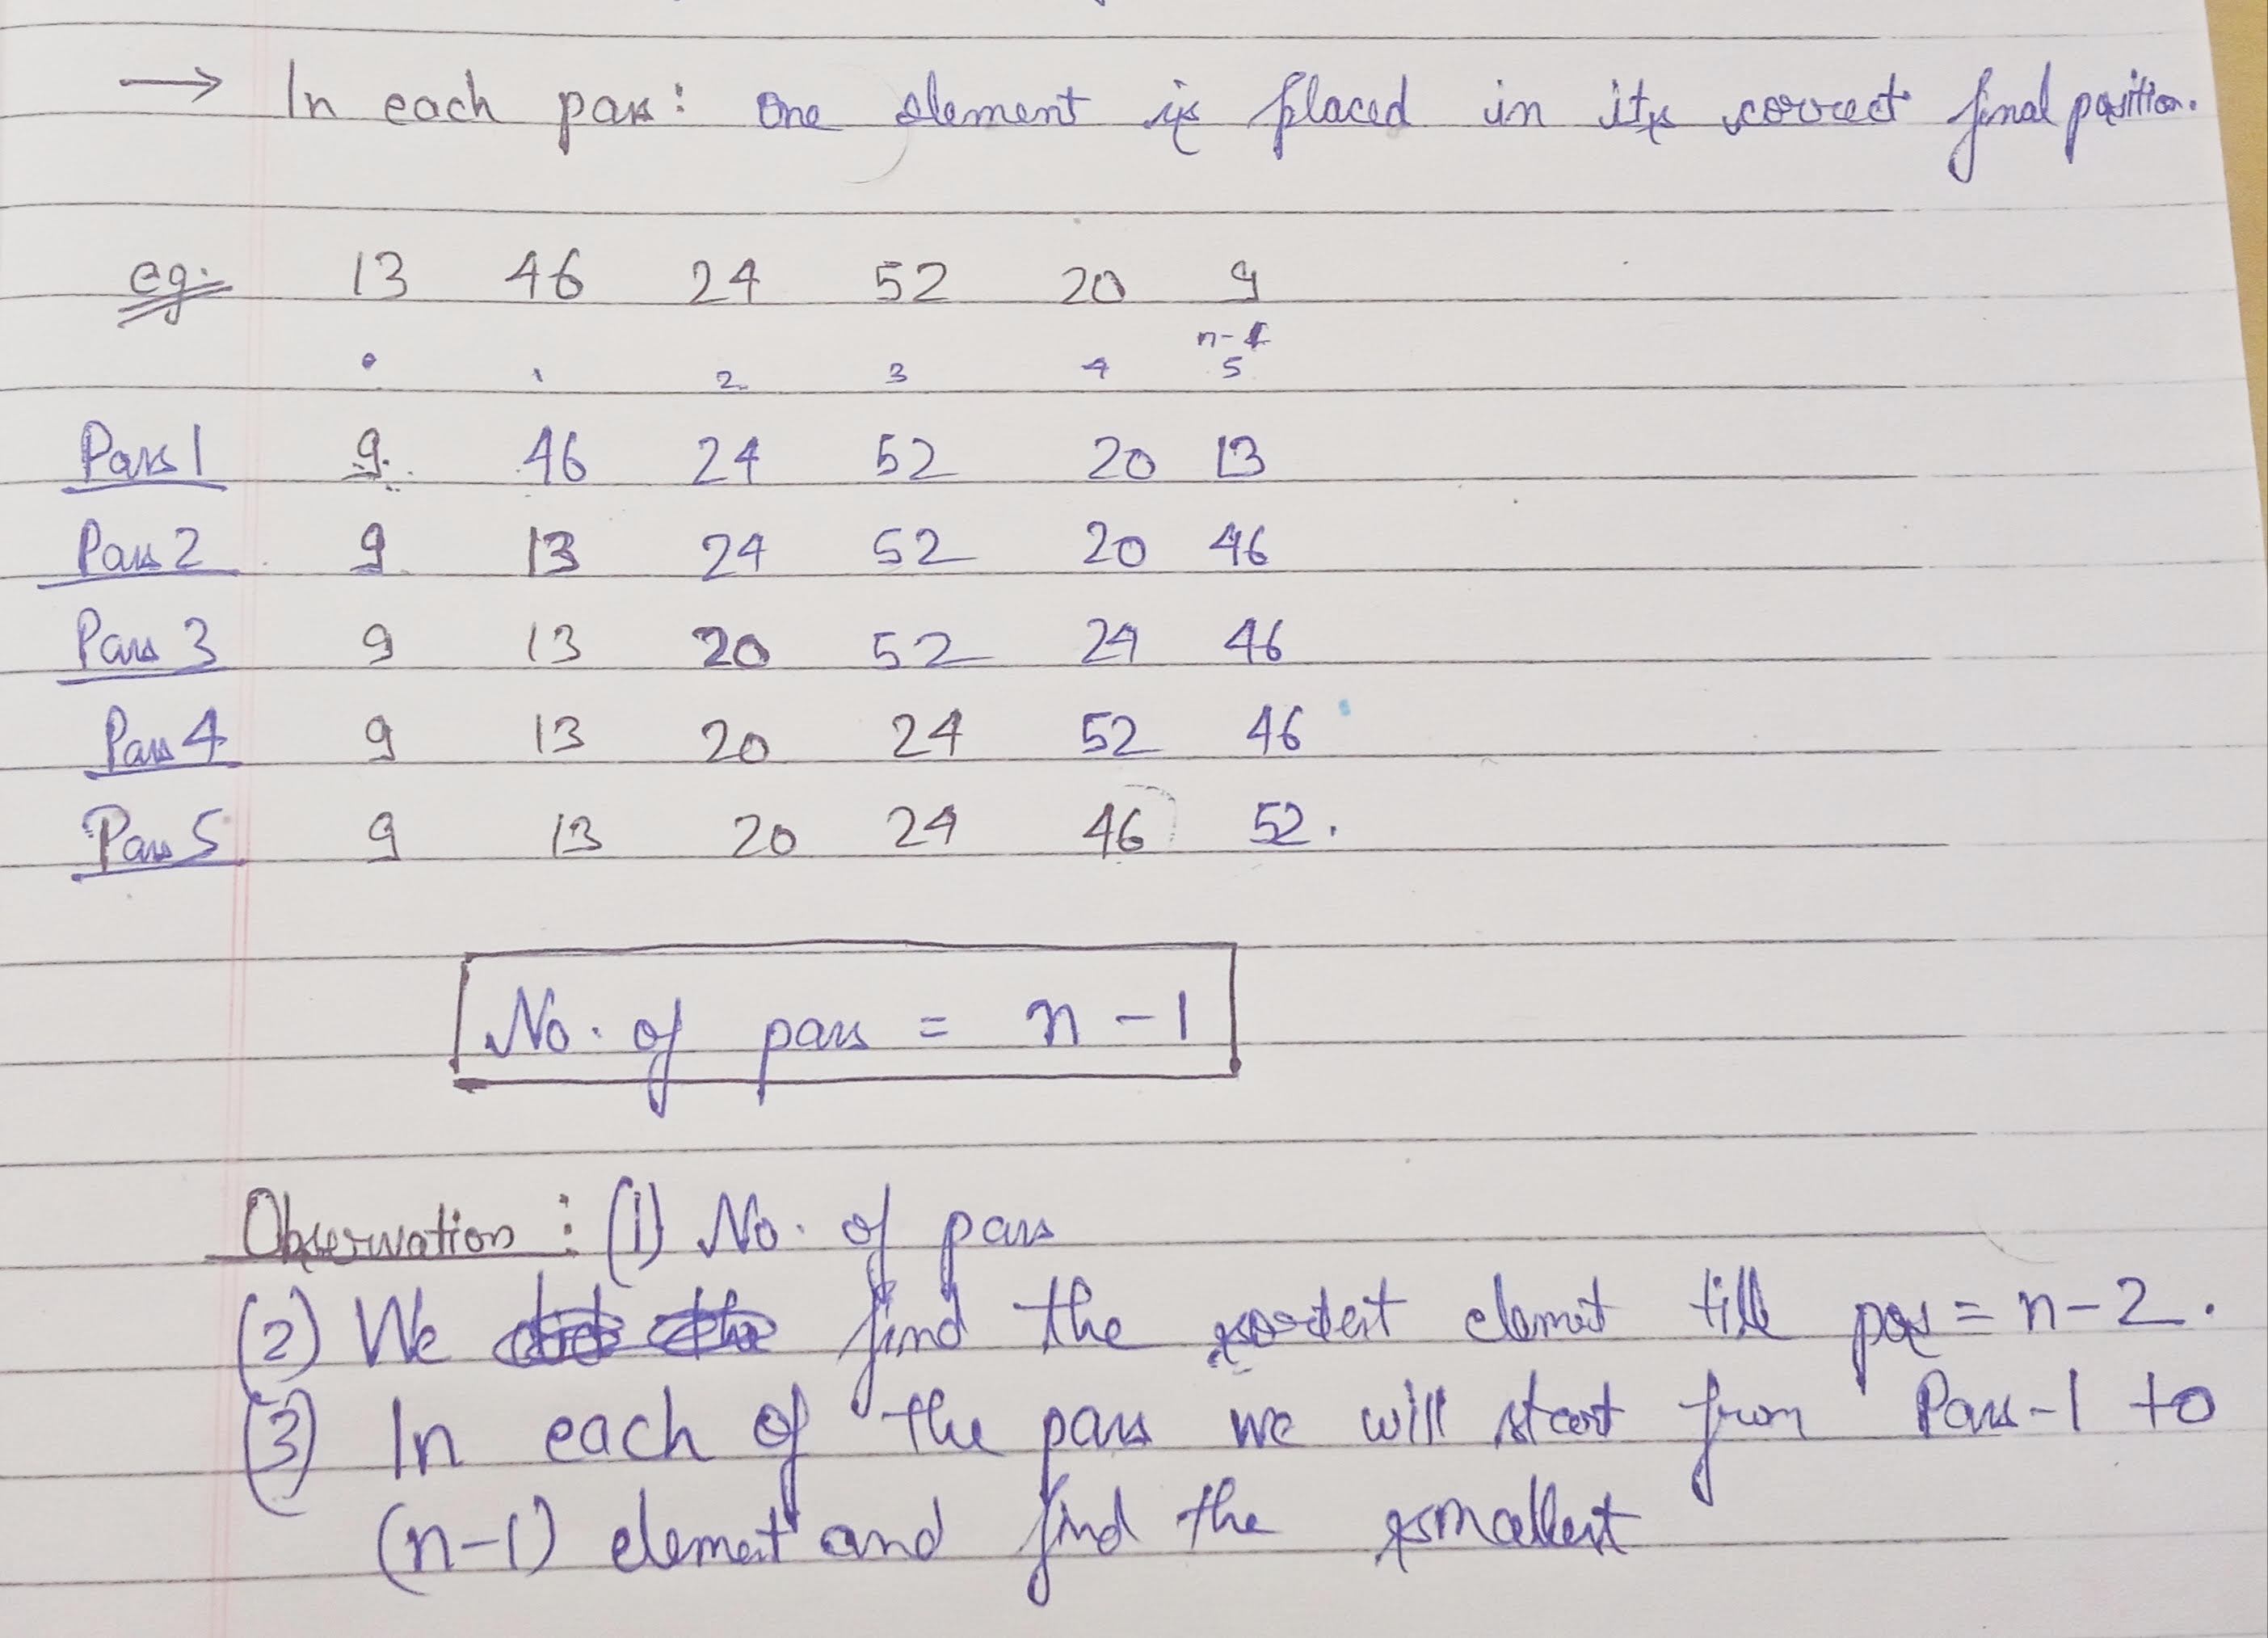 → In each pass: one element is placed in its correct final position.
eg. 13 46 24 52 20 9
n-1
0 1 2 3 4 5
Pass 1 9 46 24 52 20 13
Pass 2 9 13 24 52 20 46
Pass 3 9 13 20 52 24 46
Pass 4 9 13 20 24 52 46
Pass 5 9 13 20 24 46 52.
No. of pass = n - 1
Observation : (1) No. of pass
(2) We find the elemet till pos = n - 2.
(3) In each of the pass we will start from Pass-1 to
(n-1) element and find the smallest